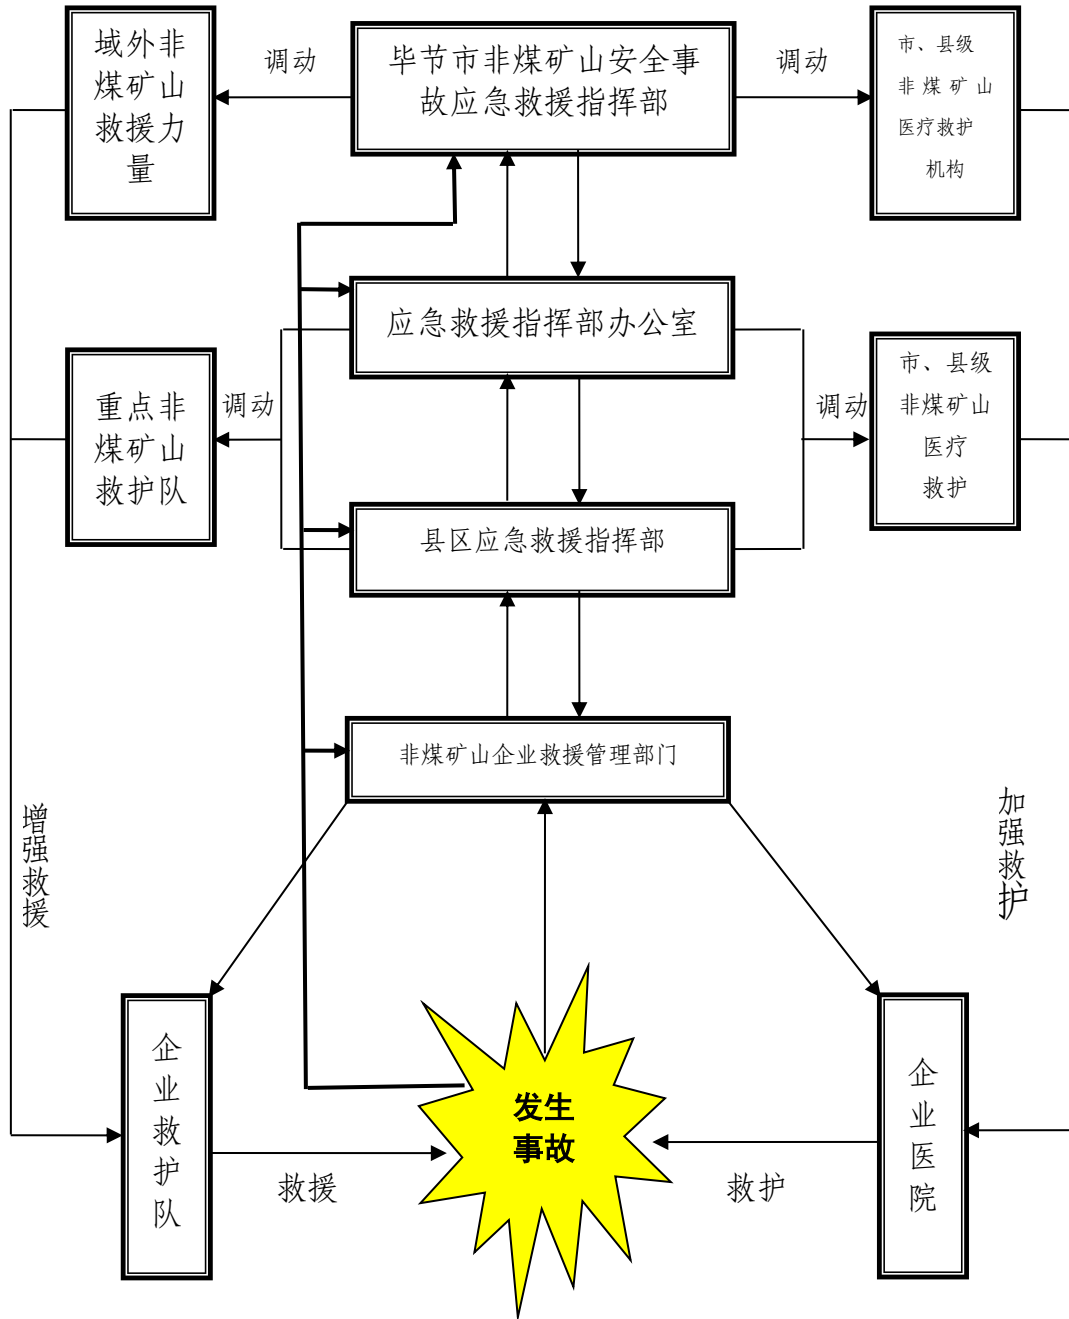 域外非
煤矿山
救援力
量
调动
毕节市非煤矿山安全事
故应急救援指挥部
调动
市、县级
非煤矿山
医疗救护
机构
应急救援指挥部办公室
重点非
煤矿山
救护队
调动
调动
市、县级
非煤矿山
医疗
救护
县区应急救援指挥部
非煤矿山企业救援管理部门
增强救援
加强救护
企业救护队
发生
事故
企业医院
救援
救护